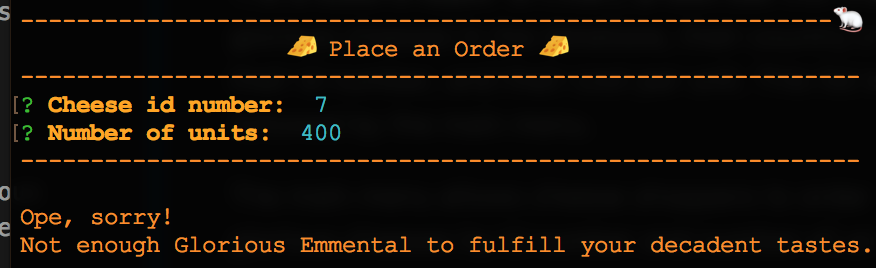 🧀 Place an Order 🧀
? Cheese id number: 7
? Number of units: 400
Ope, sorry!
Not enough Glorious Emmental to fulfill your decadent tastes.